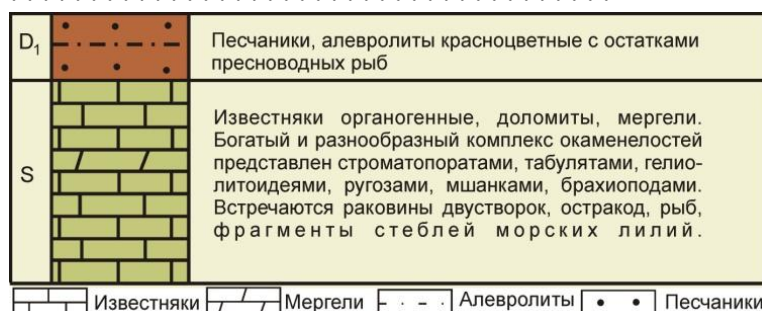 D1
Песчаники, алевролиты красноцветные с остатками
пресноводных рыб
S
Известняки органогенные, доломиты, мергели.
Богатый и разнообразный комплекс окаменелостей
представлен строматопоратами, табулятами, гелио-
литоидеями, ругозами, мшанками, брахиоподами.
Встречаются раковины двустворок, остракод, рыб,
фрагменты стеблей морских лилий.
Известняки Мергели Алевролиты Песчаники